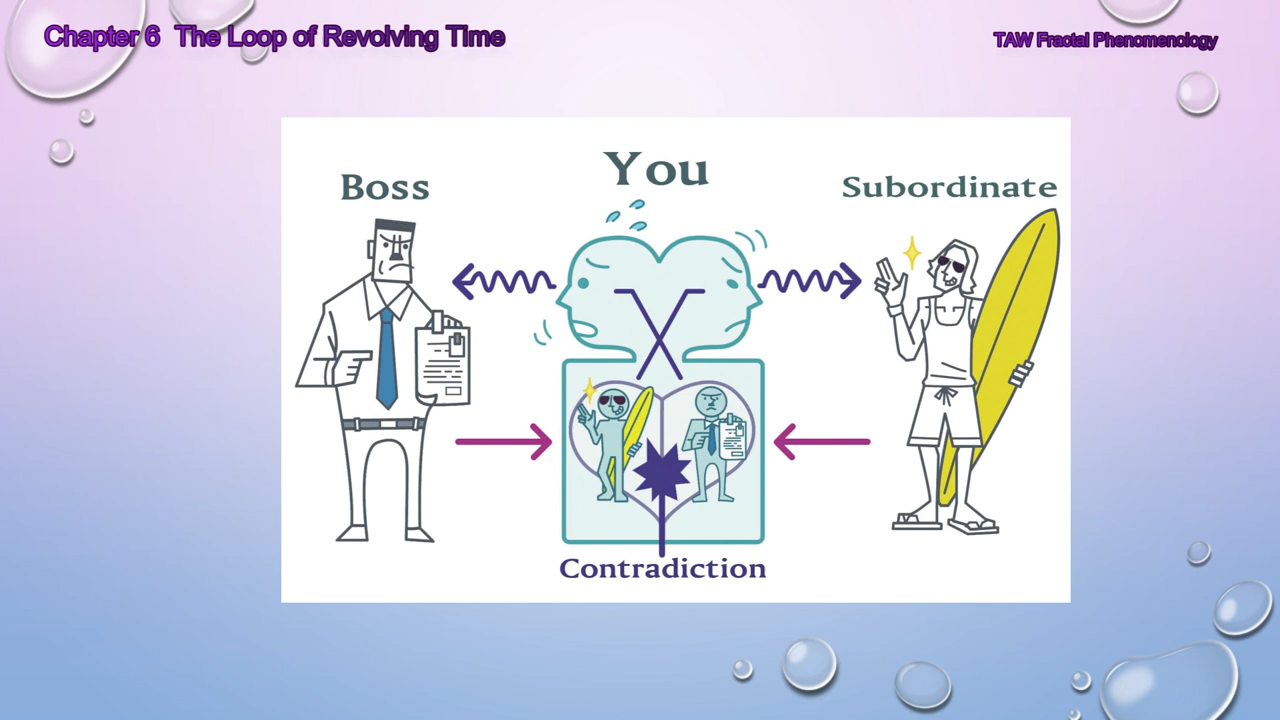 Chapter 6 The Loop of Revolving Time
TAW Fractal Phenomenology
You
Boss
Subordinate
Contradiction